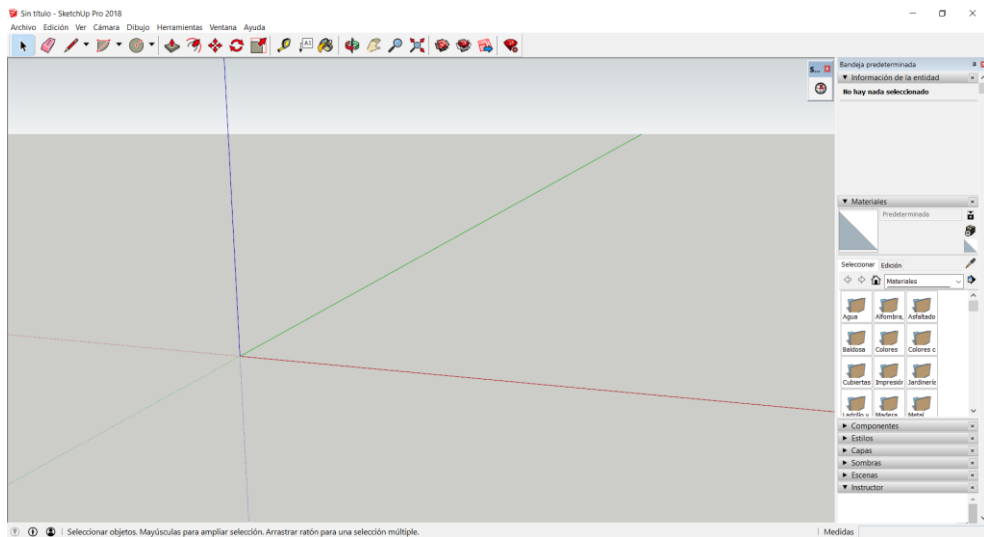 Sin título - SketchUp Pro 2018
Archivo Edición Ver Cámara Dibujo Herramientas Ventana Ayuda
A1
S...
Bandeja predeterminada
Información de la entidad
No hay nada seleccionado
Materiales
Predeterminada
Seleccionar Edición
Materiales
Agua Alfombra, Asfaltado
Baldosa Colores Colores c
Cubiertas Impresiór Jardinería
Ladrillo y Madera Metal
Componentes
Estilos
Capas
Sombras
Escenas
Instructor
Seleccionar objetos. Mayúsculas para ampliar selección. Arrastrar ratón para una selección múltiple.
Medidas